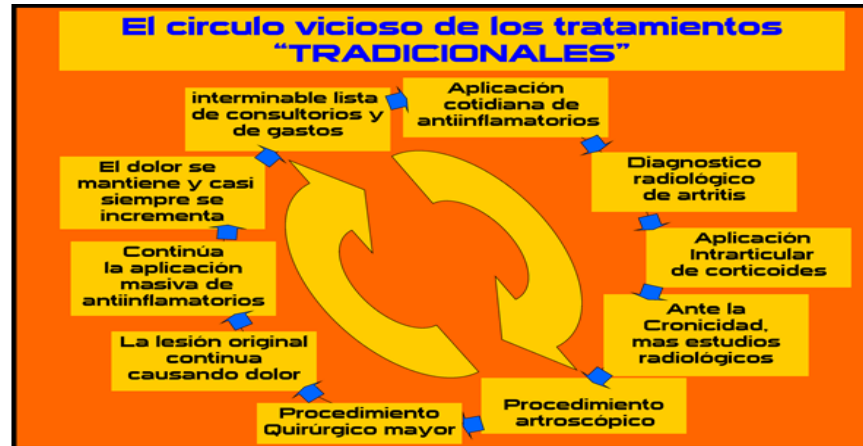 El circulo vicioso de los tratamientos
“TRADICIONALES”
Aplicación
cotidiana de
antiinflamatorios
Diagnostico
radiológico
de artritis
Aplicación
Intrarticular
de corticoides
Ante la
Cronicidad,
mas estudios
radiológicos
Procedimiento
artroscópico
Procedimiento
Quirúrgico mayor
La lesión original
continua
causando dolor
Continúa
la aplicación
masiva de
antiinflamatorios
El dolor se
mantiene y casi
siempre se
incrementa
interminable lista
de consultorios y
de gastos